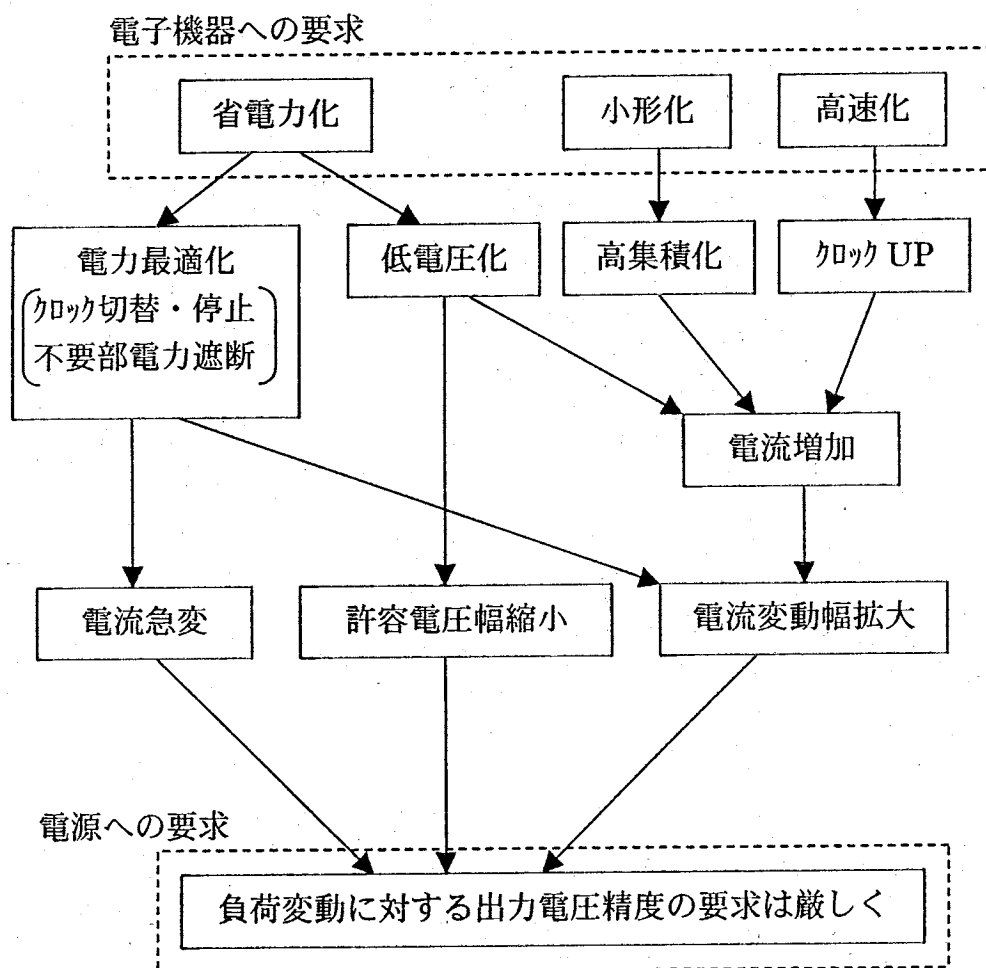 電子機器への要求
省電力化
小形化
高速化
電力最適化
ｸﾛｯｸ切替・停止
不要部電力遮断
低電圧化
高集積化
ｸﾛｯｸ UP
電流増加
電流急変
許容電圧幅縮小
電流変動幅拡大
電源への要求
負荷変動に対する出力電圧精度の要求は厳しく